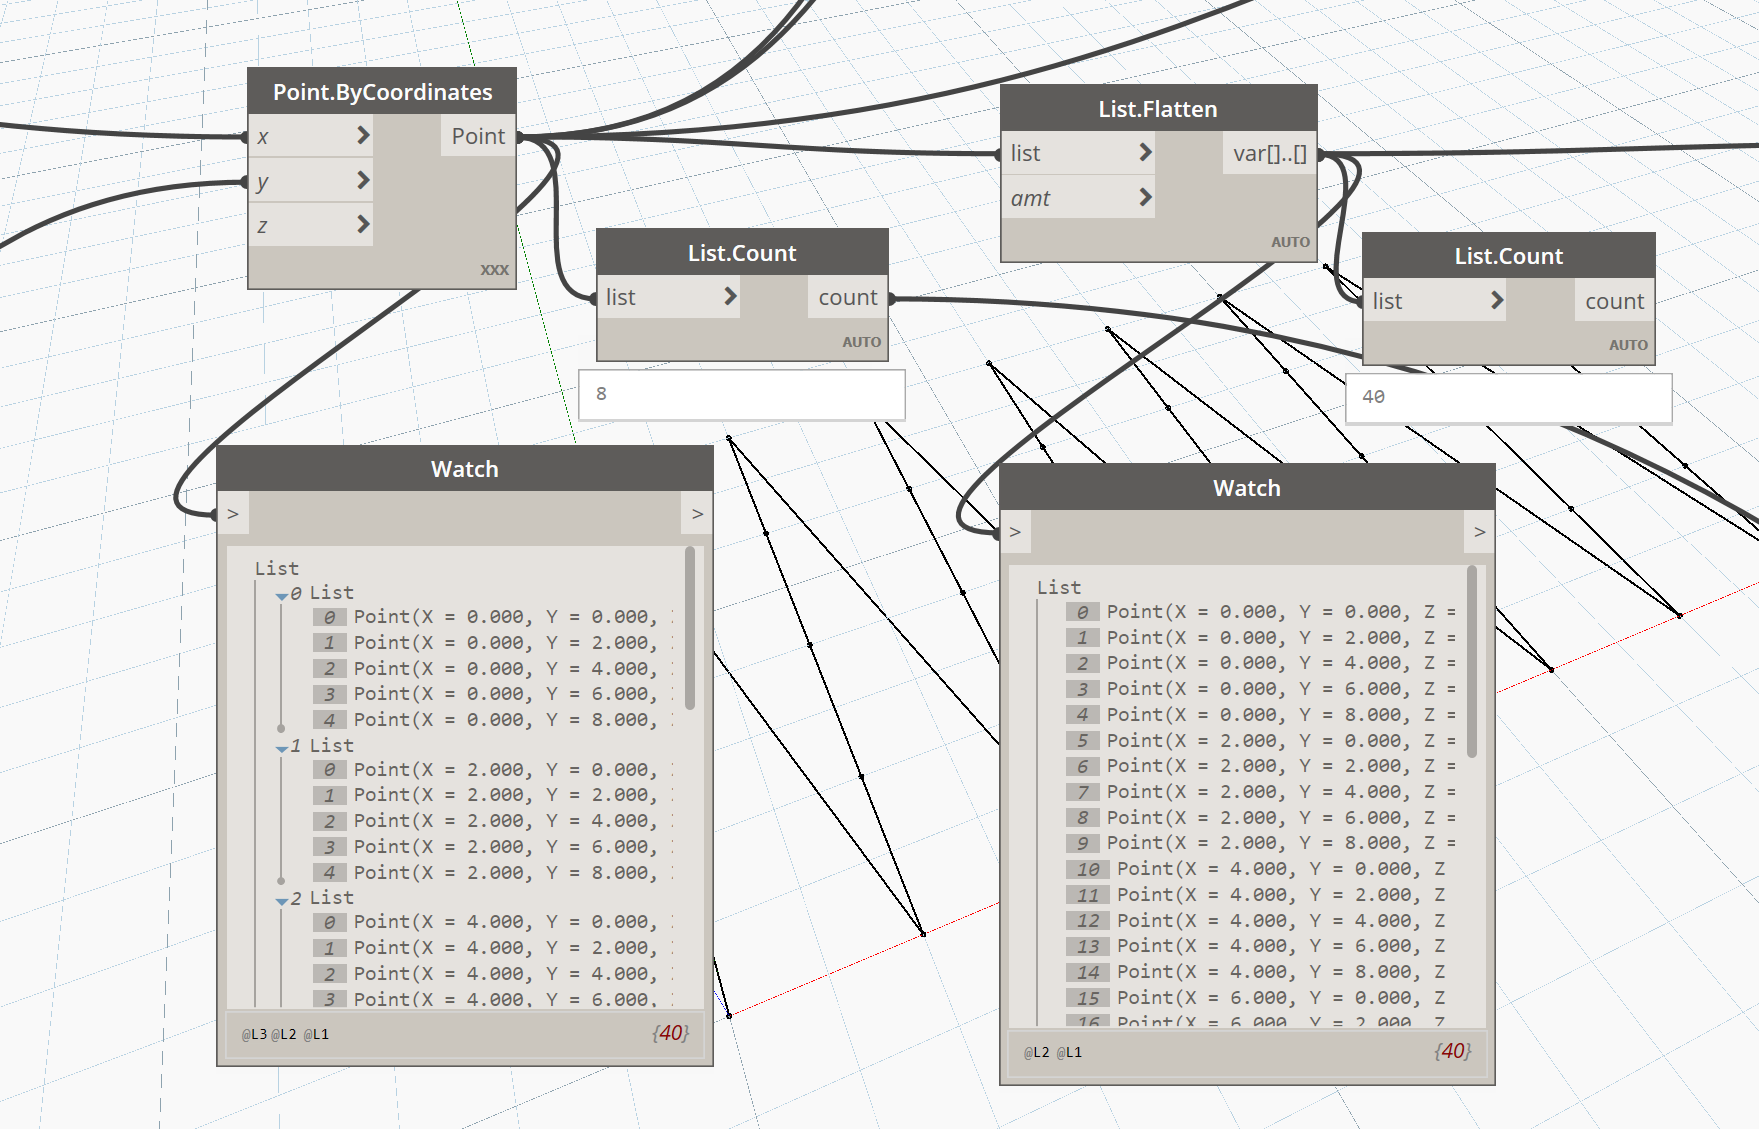 Point.ByCoordinates
x
Point
y
z
XXX
List.Count
list
count
AUTO
8
List.Flatten
list
var[]..[]
amt
AUTO
List.Count
list
count
AUTO
40
Watch
>
>
List
0 List
0 Point(X = 0.000, Y = 0.000,
1 Point(X = 0.000, Y = 2.000,
2 Point(X = 0.000, Y = 4.000,
3 Point(X = 0.000, Y = 6.000,
4 Point(X = 0.000, Y = 8.000,
1 List
0 Point(X = 2.000, Y = 0.000,
1 Point(X = 2.000, Y = 2.000,
2 Point(X = 2.000, Y = 4.000,
3 Point(X = 2.000, Y = 6.000,
4 Point(X = 2.000, Y = 8.000,
2 List
0 Point(X = 4.000, Y = 0.000,
1 Point(X = 4.000, Y = 2.000,
2 Point(X = 4.000, Y = 4.000,
3 Point(X = 4.000, Y = 6.000,
@L3 @L2 @L1
{40}
Watch
>
>
List
0 Point(X = 0.000, Y = 0.000, Z =
1 Point(X = 0.000, Y = 2.000, Z =
2 Point(X = 0.000, Y = 4.000, Z =
3 Point(X = 0.000, Y = 6.000, Z =
4 Point(X = 0.000, Y = 8.000, Z =
5 Point(X = 2.000, Y = 0.000, Z =
6 Point(X = 2.000, Y = 2.000, Z =
7 Point(X = 2.000, Y = 4.000, Z =
8 Point(X = 2.000, Y = 6.000, Z =
9 Point(X = 2.000, Y = 8.000, Z =
10 Point(X = 4.000, Y = 0.000, Z
11 Point(X = 4.000, Y = 2.000, Z
12 Point(X = 4.000, Y = 4.000, Z
13 Point(X = 4.000, Y = 6.000, Z
14 Point(X = 4.000, Y = 8.000, Z
15 Point(X = 6.000, Y = 0.000, Z
16 Point(X = 6.000, Y = 2.000, Z
@L2 @L1
{40}